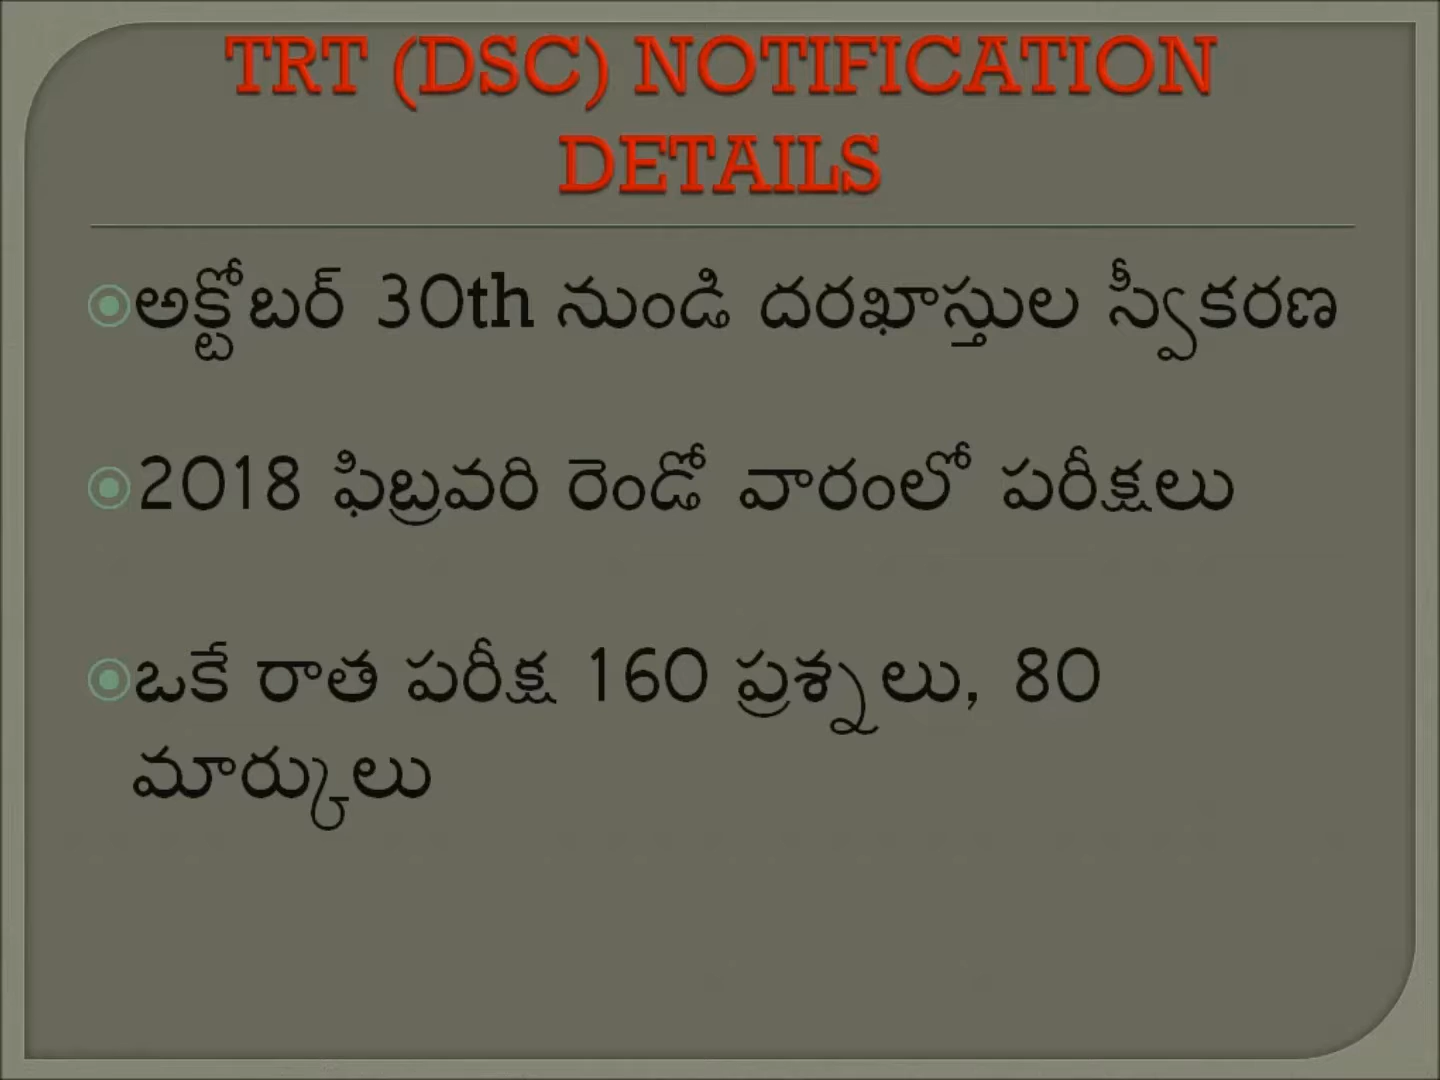 TRT (DSC) NOTIFICATION
DETAILS
అక్టోబర్ 30th నుండి దరఖాస్తుల స్వీకరణ
2018 ఫిబ్రవరి రెండో వారంలో పరీక్షలు
ఒకే రాత పరీక్ష 160 ప్రశ్నలు, 80
మార్కులు